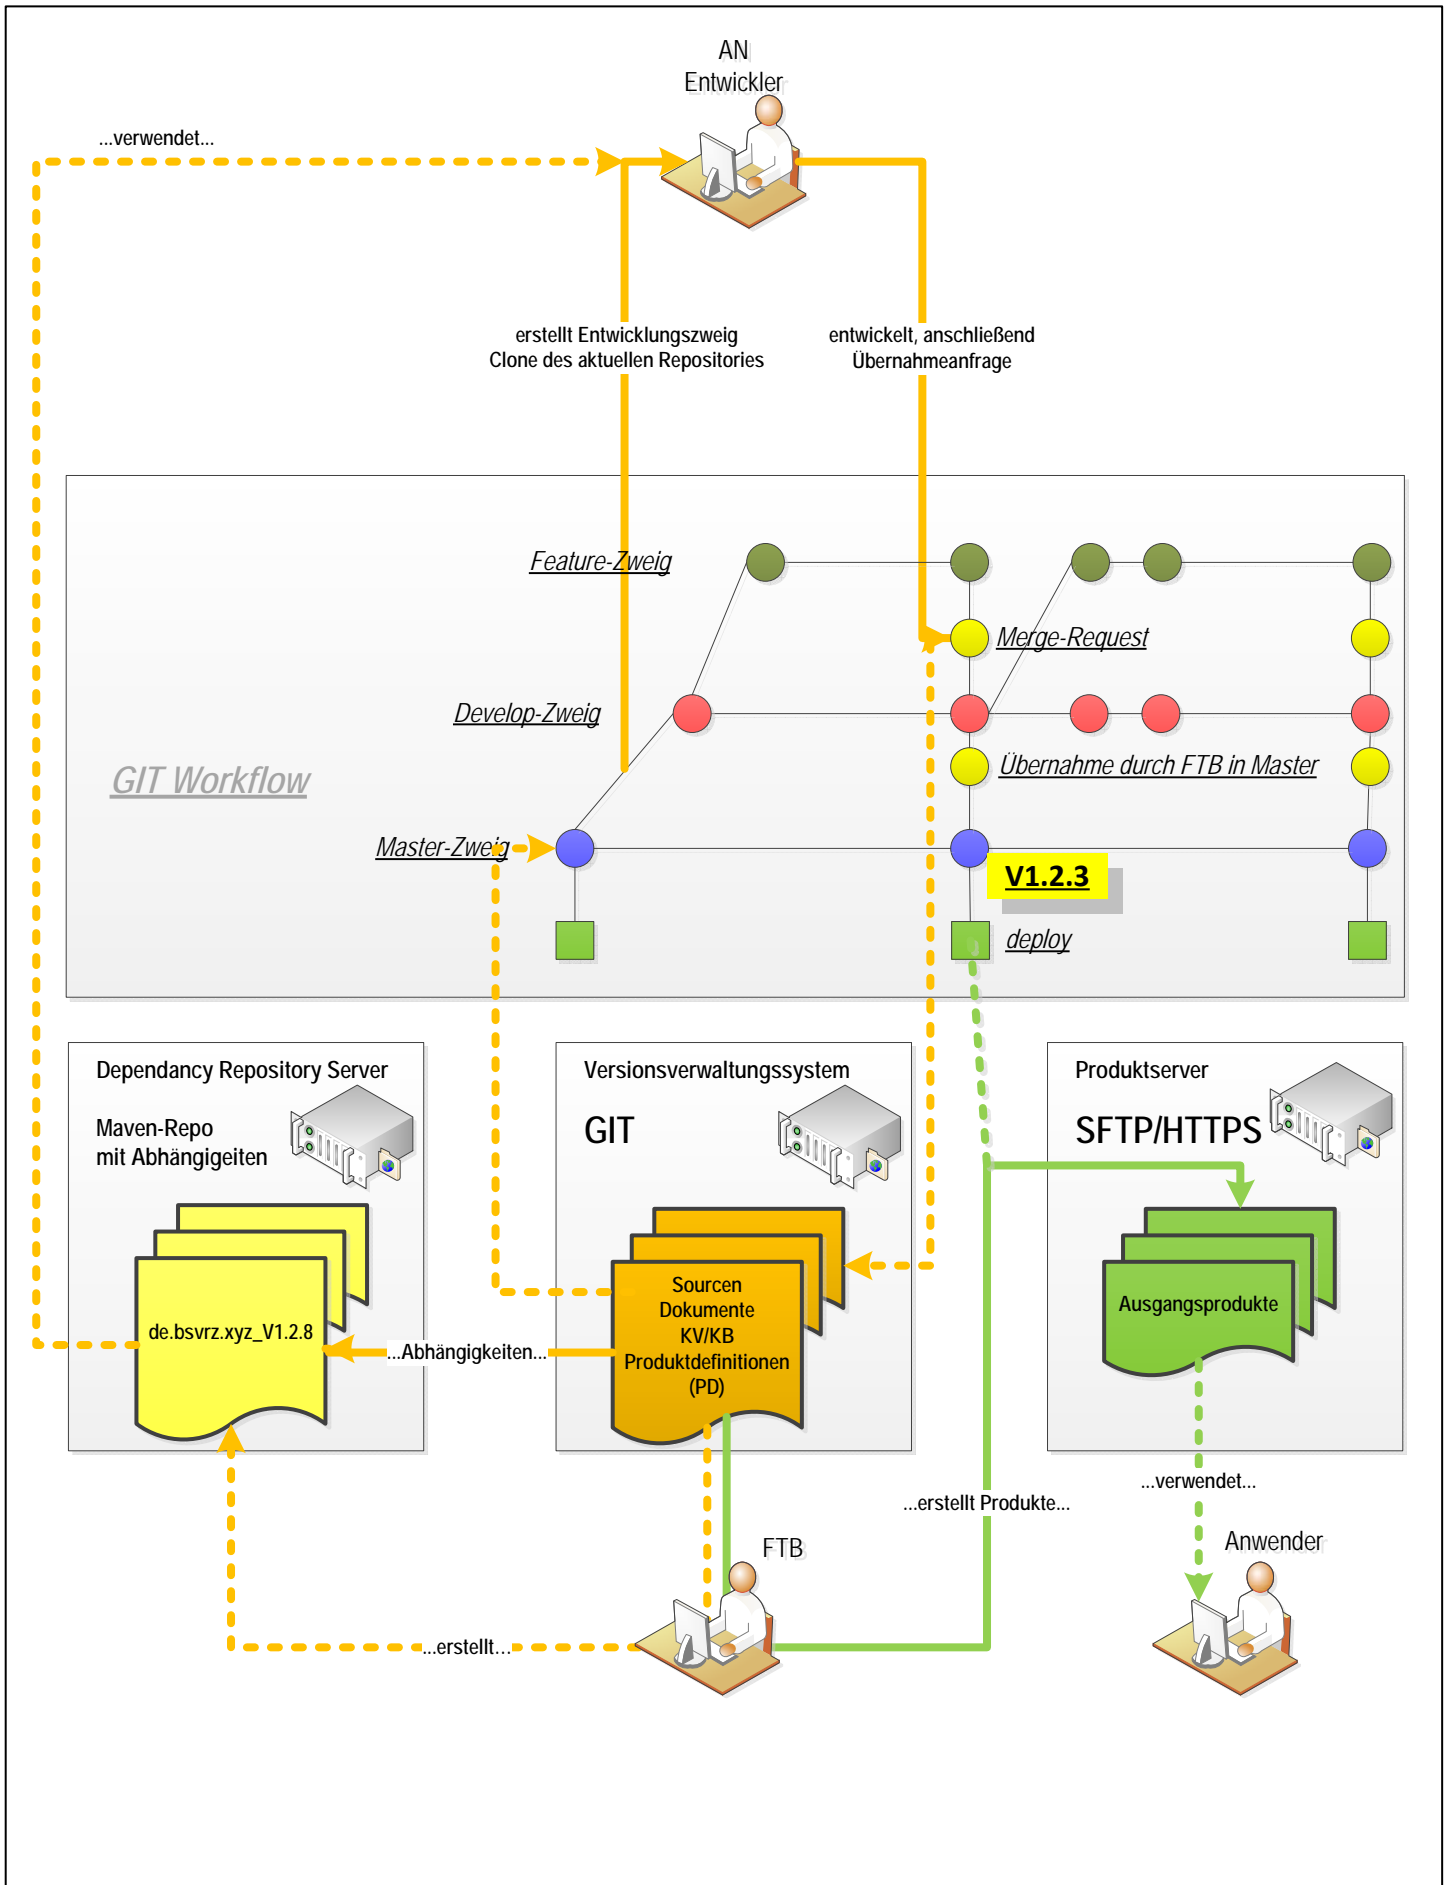 AN
Entwickler
...verwendet...
erstellt Entwicklungszweig
Clone des aktuellen Repositories
entwickelt, anschließend
Übernahmeanfrage
Feature-Zweig
Merge-Request
Develop-Zweig
Übernahme durch FTB in Master
GIT Workflow
Master-Zweig
V1.2.3
deploy
Dependancy Repository Server
Maven-Repo
mit Abhängigeiten
de.bsvrz.xyz_V1.2.8
Versionsverwaltungssystem
GIT
Sourcen
Dokumente
KV/KB
Produktdefinitionen
(PD)
...Abhängigkeiten...
Produktserver
SFTP/HTTPS
Ausgangsprodukte
...verwendet...
...erstellt Produkte...
FTB
Anwender
...erstellt...